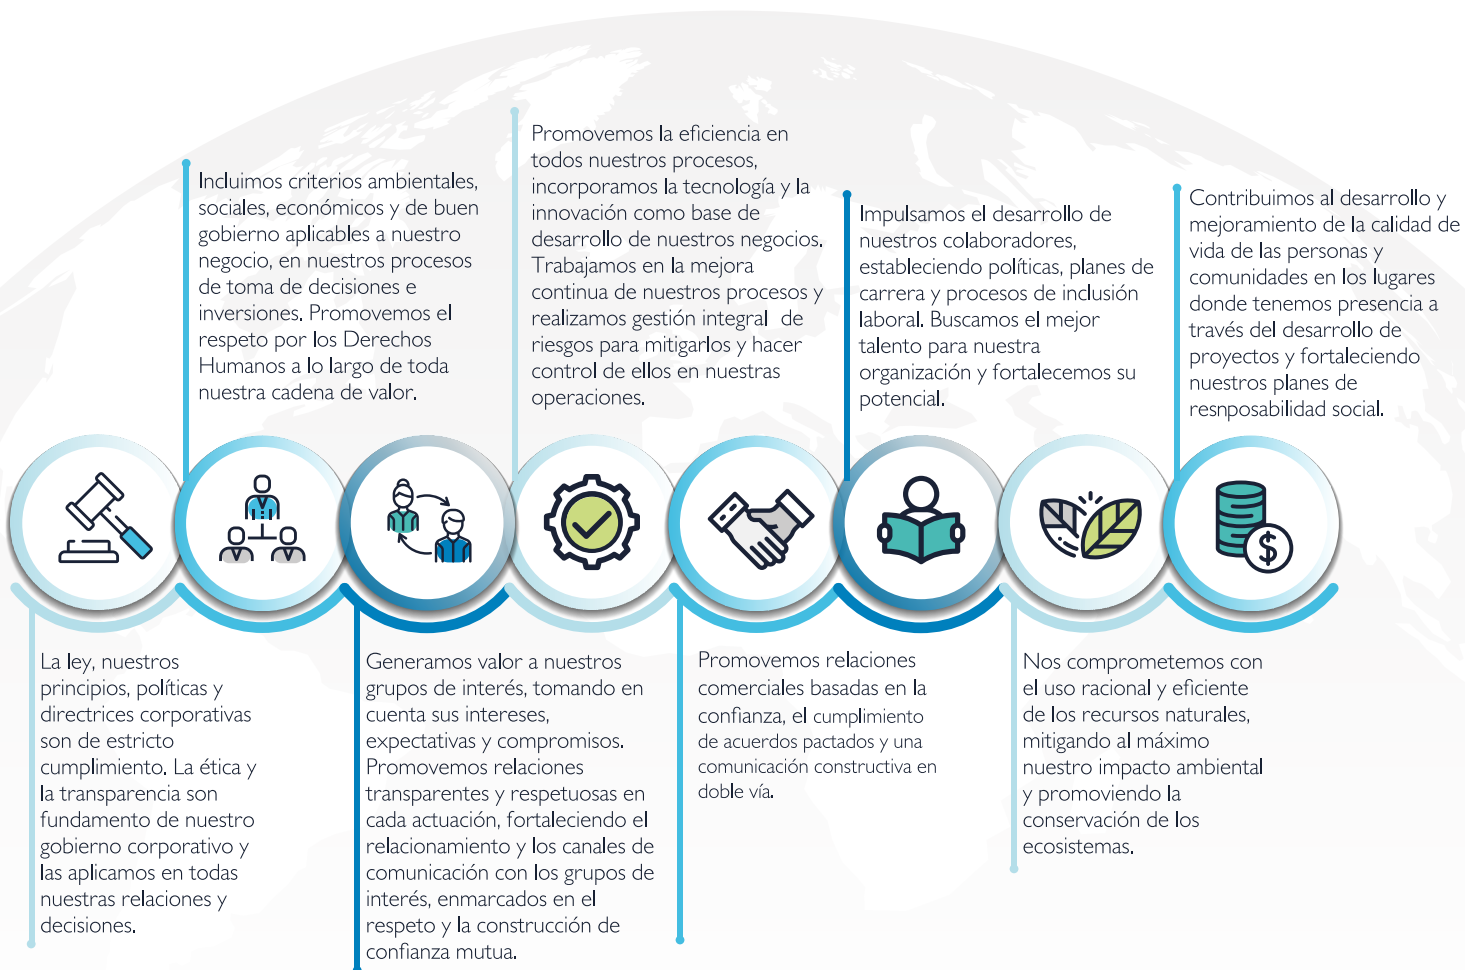 Incluimos criterios ambientales,
sociales, económicos y de buen
gobierno aplicables a nuestro
negocio, en nuestros procesos
de toma de decisiones e
inversiones. Promovemos el
respeto por los Derechos
Humanos a lo largo de toda
nuestra cadena de valor.
Promovemos la eficiencia en
todos nuestros procesos,
incorporamos la tecnología y la
innovación como base de
desarrollo de nuestros negocios.
Trabajamos en la mejora
continua de nuestros procesos y
realizamos gestión integral de
riesgos para mitigarlos y hacer
control de ellos en nuestras
operaciones.
Impulsamos el desarrollo de
nuestros colaboradores,
estableciendo políticas, planes de
carrera y procesos de inclusión
laboral. Buscamos el mejor
talento para nuestra
organización y fortalecemos su
potencial.
Contribuimos al desarrollo y
mejoramiento de la calidad de
vida de las personas y
comunidades en los lugares
donde tenemos presencia a
través del desarrollo de
proyectos y fortaleciendo
nuestros planes de
resnposabilidad social.
$
La ley, nuestros
principios, políticas y
directrices corporativas
son de estricto
cumplimiento. La ética y
la transparencia son
fundamento de nuestro
gobierno corporativo y
las aplicamos en todas
nuestras relaciones y
decisiones.
Generamos valor a nuestros
grupos de interés, tomando en
cuenta sus intereses,
expectativas y compromisos.
Promovemos relaciones
transparentes y respetuosas en
cada actuación, fortaleciendo el
relacionamiento y los canales de
comunicación con los grupos de
interés, enmarcados en el
respeto y la construcción de
confianza mutua.
Promovemos relaciones
comerciales basadas en la
confianza, el cumplimiento
de acuerdos pactados y una
comunicación constructiva en
doble vía.
Nos comprometemos con
el uso racional y eficiente
de los recursos naturales,
mitigando al máximo
nuestro impacto ambiental
y promoviendo la
conservación de los
ecosistemas.